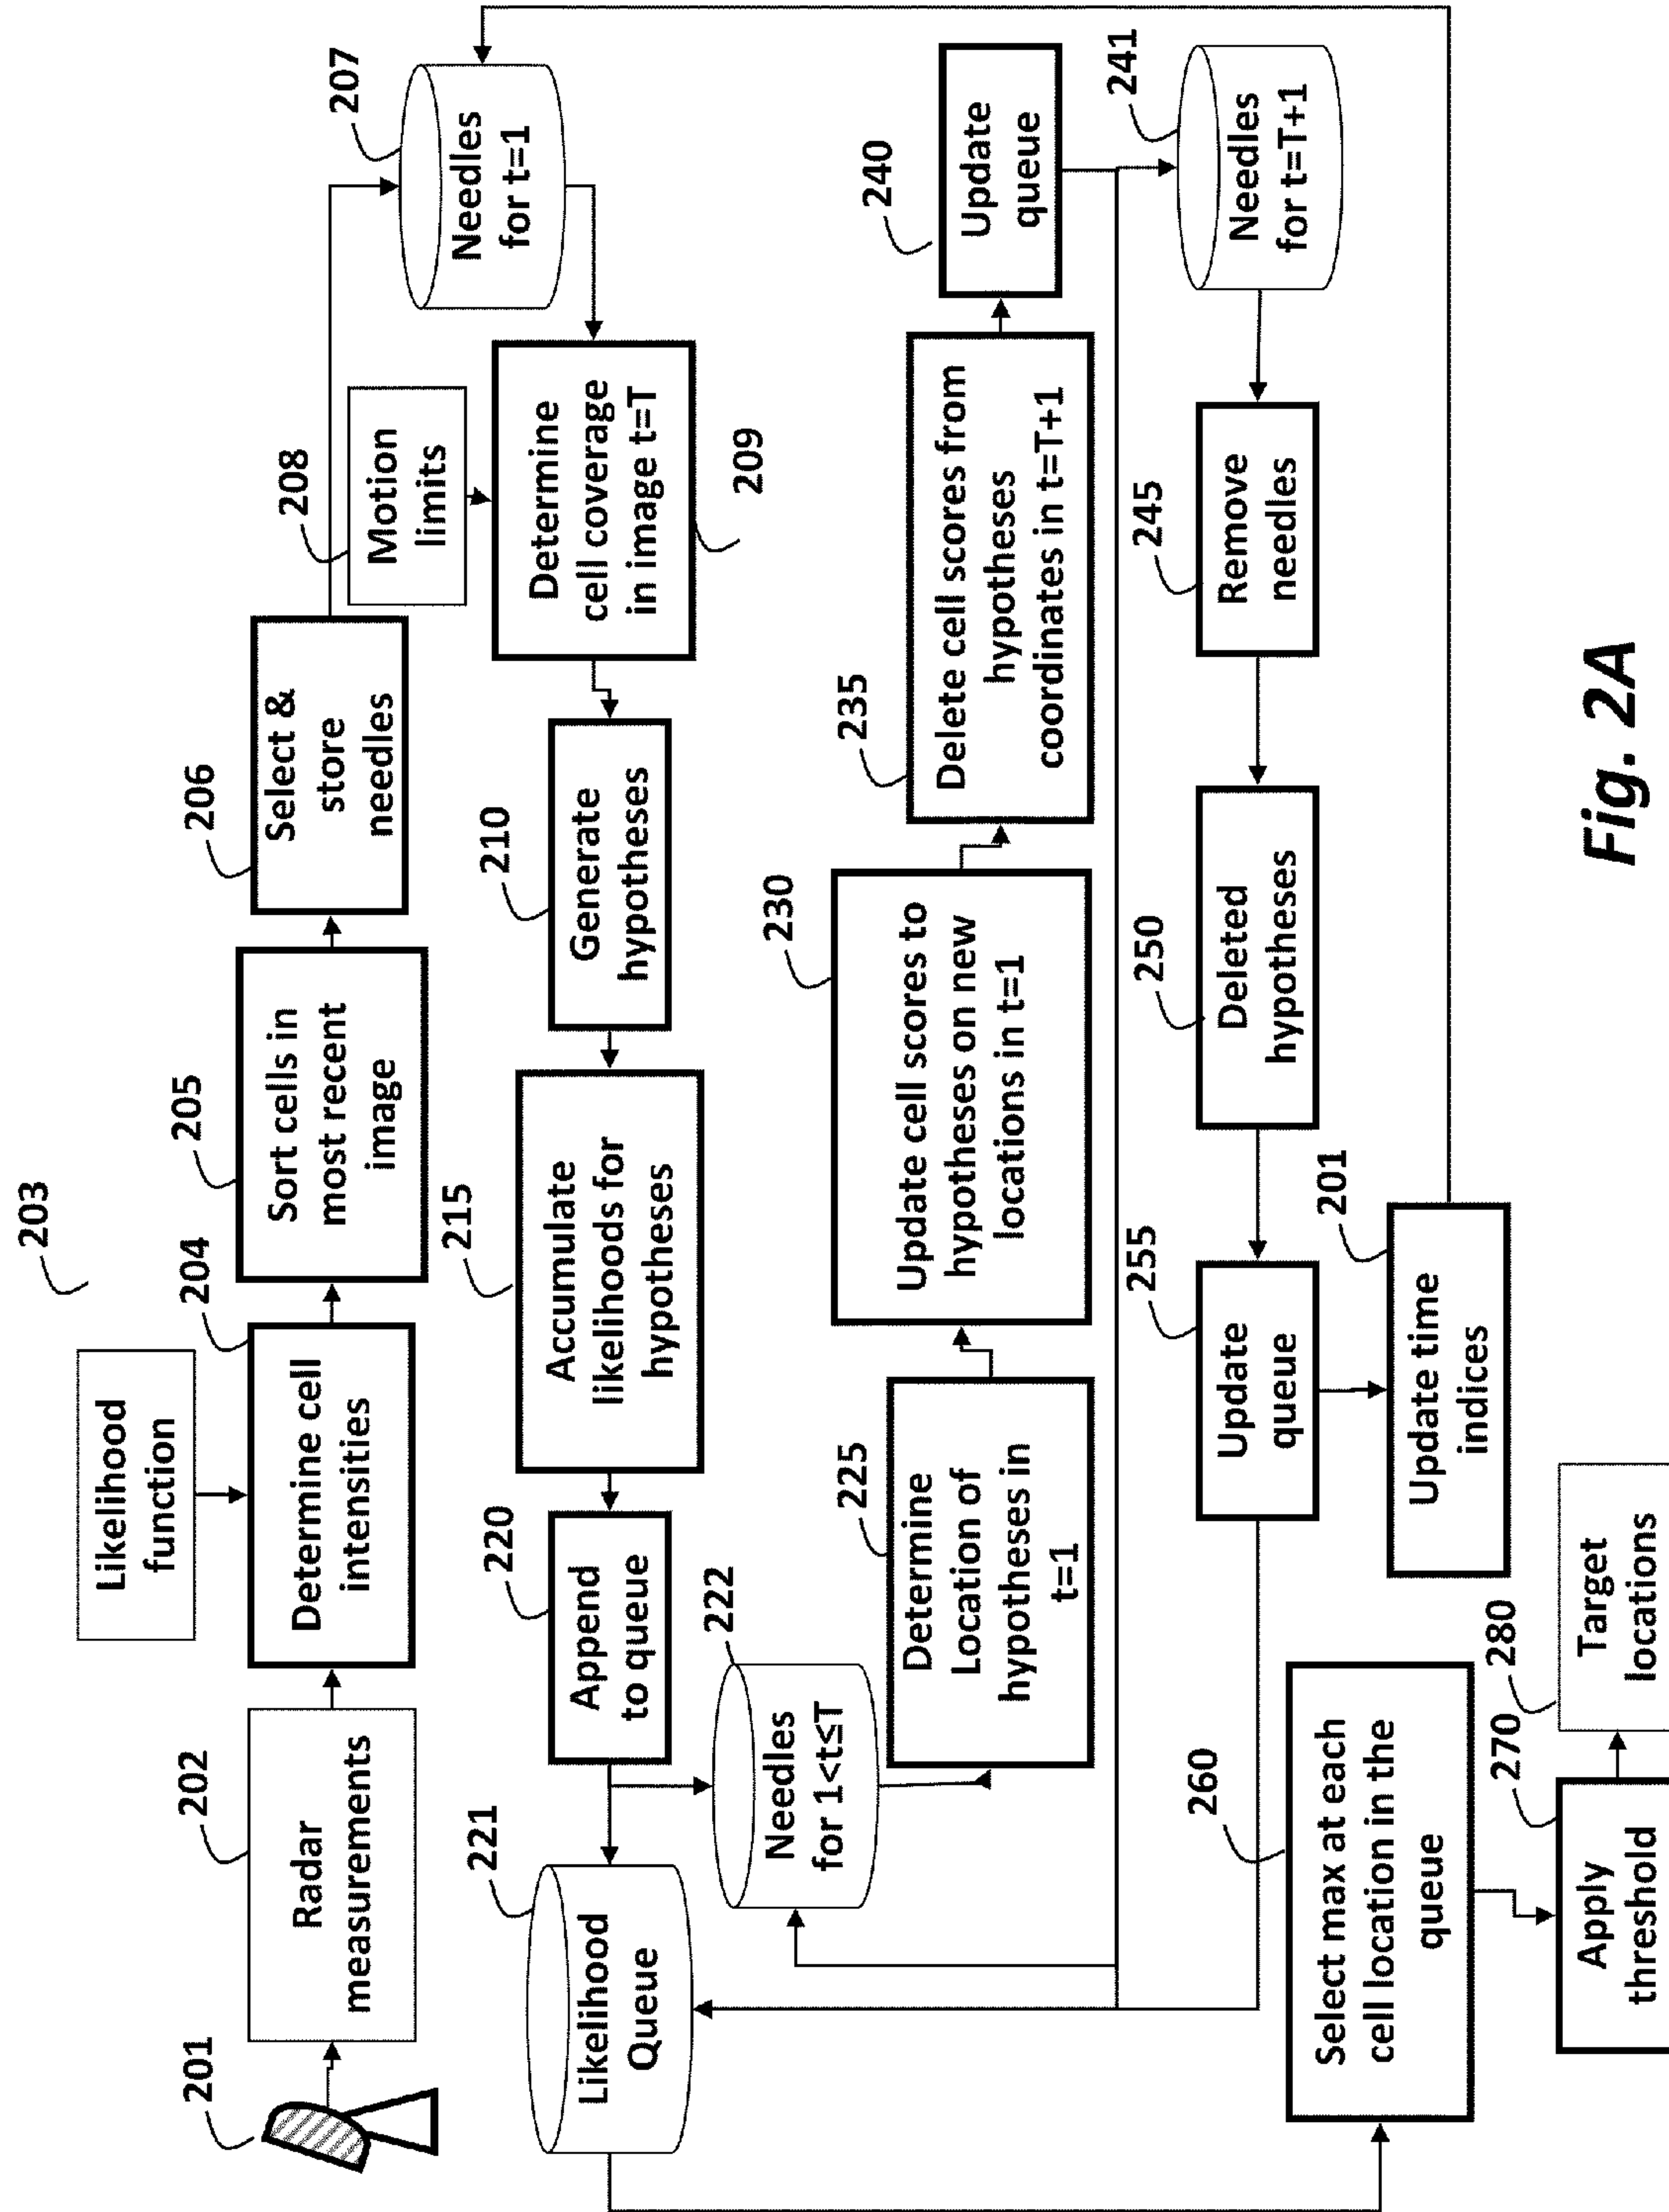 203
Likelihood
function
201
202
204
205
206
207
Radar
measurements
Determine cell
intensities
Sort cells in
most recent
image
Select &
store
needles
208
Motion
limits
Needles
for t=1
221
220
215
210
209
Likelihood
Queue
Append
to queue
Accumulate
likelihoods for
hypotheses
Generate
hypotheses
Determine
cell coverage
in image t=T
222
225
230
235
240
Needles
for 1<t≤T
Determine
Location of
hypotheses in
t=1
Update cell scores to
hypotheses on new
locations in t=1
Delete cell scores from
hypotheses
coordinates in t=T+1
Update
queue
241
255
250
245
Update
queue
Deleted
hypotheses
Remove
needles
Needles
for t=T+1
260
201
Select max at each
cell location in the
queue
Update time
indices
270
280
Apply
threshold
Target
locations
Fig. 2A